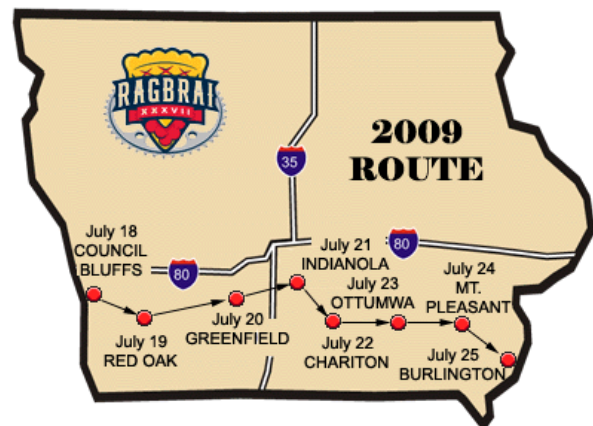 RAGBRAI
XXXVII
2009
ROUTE
35
80
80
July 18
COUNCIL
BLUFFS
July 19
RED OAK
July 20
GREENFIELD
July 21
INDIANOLA
July 22
CHARITON
July 23
OTTUMWA
July 24
MT.
PLEASANT
July 25
BURLINGTON